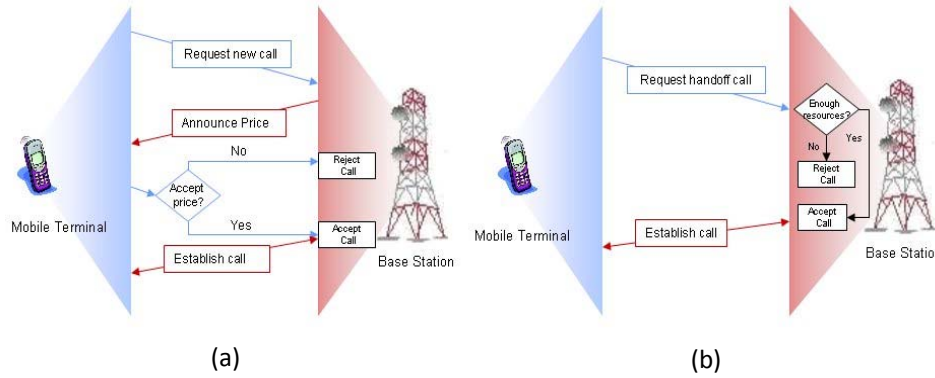 Request new call
Announce Price
No
Reject
Call
Accept
price?
Mobile Terminal
Yes
Accept
Call
Establish call
Base Station
(a)
Request handoff call
Enough
resources?
No
Yes
Reject
Call
Accept
Call
Mobile Terminal
Establish call
Base Statio
(b)